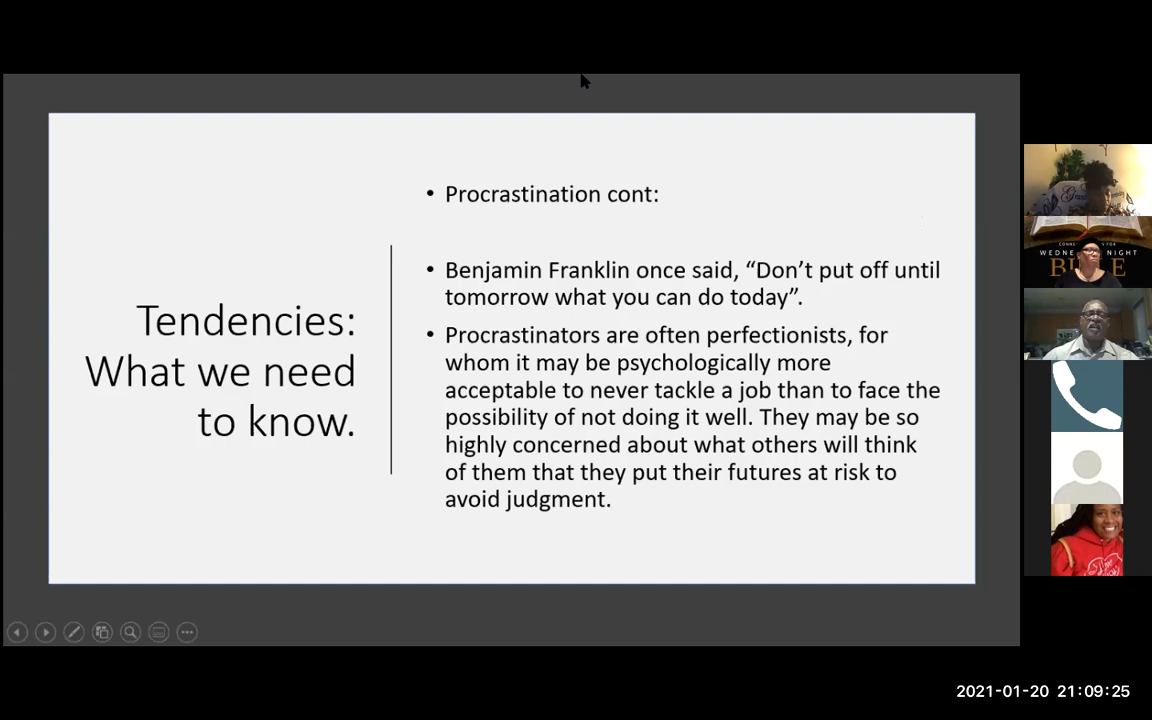 Tendencies:
What we need
to know.
• Procrastination cont:
• Benjamin Franklin once said, “Don’t put off until
tomorrow what you can do today”.
• Procrastinators are often perfectionists, for
whom it may be psychologically more
acceptable to never tackle a job than to face the
possibility of not doing it well. They may be so
highly concerned about what others will think
of them that they put their futures at risk to
avoid judgment.
WEDNE NIGHT
2021-01-20 21:09:25